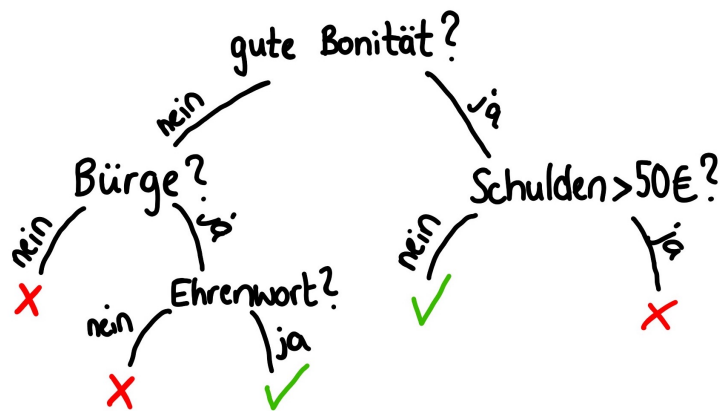 gute Bonität?
nein
ja
Bürge?
Schulden>50€?
nein
ja
nein
ja
Ehrenwort?
nein
ja